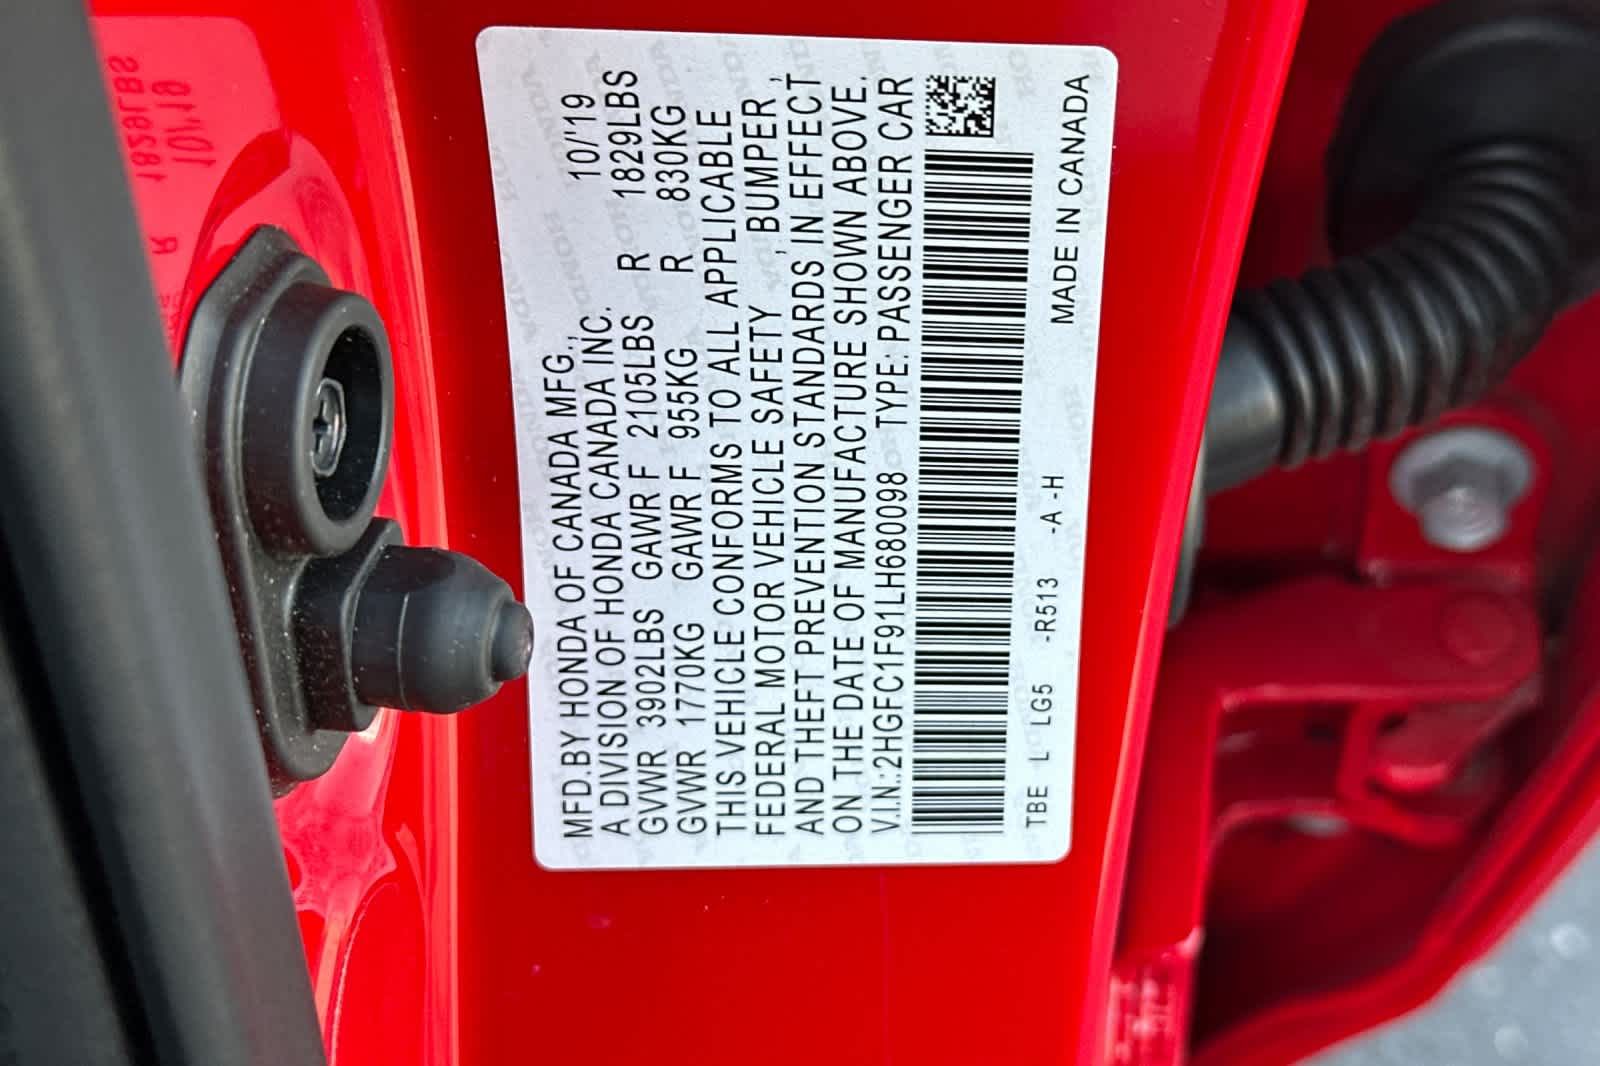 MFD.BY HONDA OF CANADA MFG., 10/'19
A DIVISION OF HONDA CANADA INC.
GVWR 3902LBS GAWR F 2105LBS R 1829LBS
GVWR 1770KG GAWR F 955KG R 830KG
THIS VEHICLE CONFORMS TO ALL APPLICABLE
FEDERAL MOTOR VEHICLE SAFETY , BUMPER ,
AND THEFT PREVENTION STANDARDS IN EFFECT
ON THE DATE OF MANUFACTURE SHOWN ABOVE.
V.I.N.:2HGFC1F91LH680098 TYPE: PASSENGER CAR
TBE L LG5 -R513 -A -H MADE IN CANADA